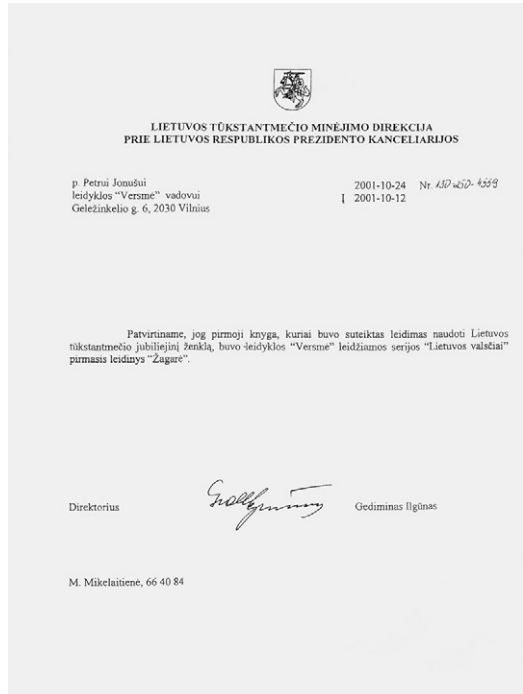 LIETUVOS TŪKSTANTMEČIO MINĖJIMO DIREKCIJA
PRIE LIETUVOS RESPUBLIKOS PREZIDENTO KANCELIARIJOS
p. Petrui Jonušui
leidyklos “Versmė” vadovui
Geležinkelio g. 6, 2030 Vilnius
2001-10-24 Nr.
Į 2001-10-12
Patvirtiname, jog pirmoji knyga, kuriai buvo suteiktas leidimas naudoti Lietuvos
tūkstantmečio jubiliejinį ženklą, buvo leidyklos “Versmė” leidžiamos serijos “Lietuvos valsčiai”
pirmasis leidinys “Žagarė”.
Direktorius
Gediminas Ilgūnas
M. Mikelaitienė, 66 40 84